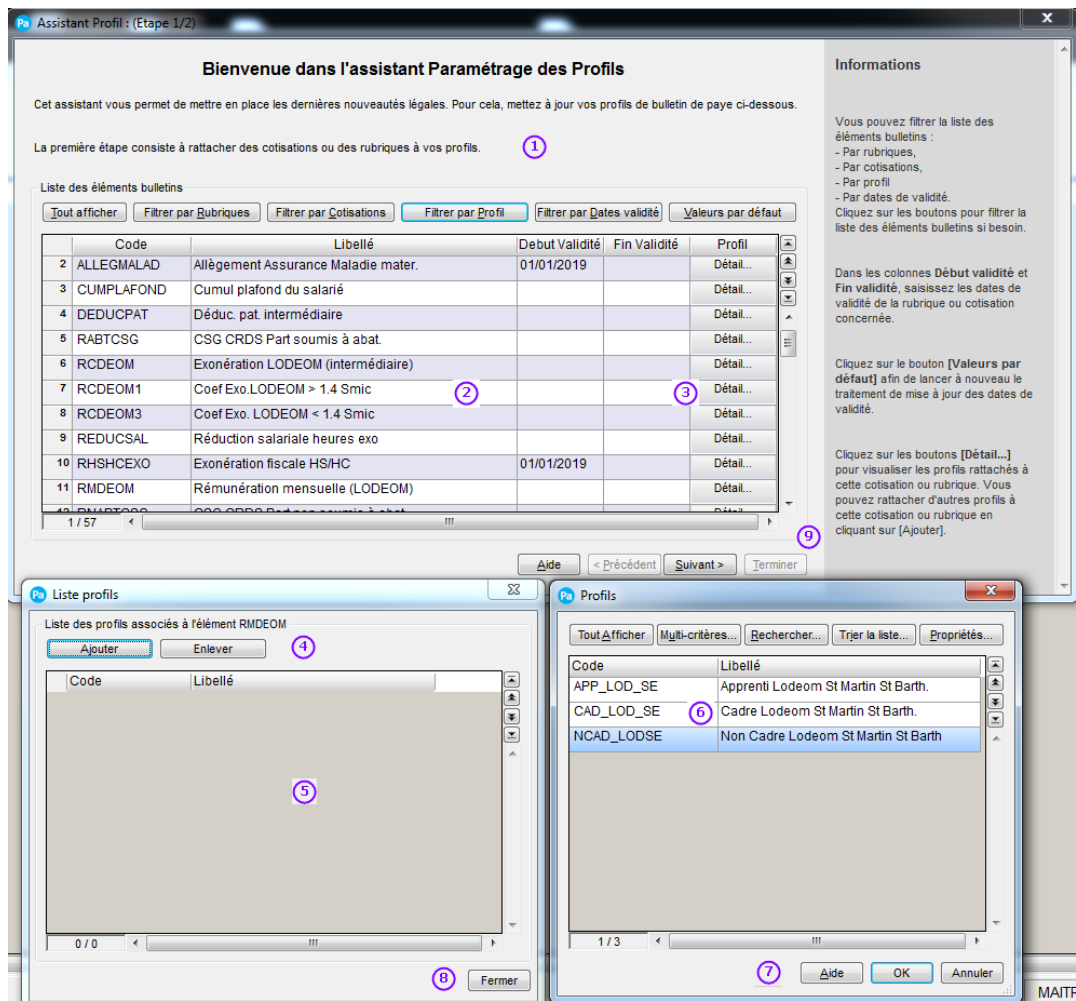 Pa Assistant Profil : (Etape 1/2) X
Bienvenue dans l'assistant Paramétrage des Profils
Cet assistant vous permet de mettre en place les dernières nouveautés légales. Pour cela, mettez à jour vos profils de bulletin de paye ci-dessous.
La première étape consiste à rattacher des cotisations ou des rubriques à vos profils. 1
Liste des éléments bulletins
Tout afficher Filtrer par Rubriques Filtrer par Cotisations Filtrer par Profil Filtrer par Dates validité Valeurs par défaut
Code Libellé Debut Validité Fin Validité Profil
2 ALLEGMALAD Allègement Assurance Maladie mater. 01/01/2019 Détail...
3 CUMPLAFOND Cumul plafond du salarié Détail...
4 DEDUCPAT Déduc. pat. intermédiaire Détail...
5 RABTCSG CSG CRDS Part soumis à abat. Détail...
6 RCDEOM Exonération LODEOM (intermédiaire) Détail...
7 RCDEOM1 Coef Exo.LODEOM > 1.4 Smic 2 3 Détail...
8 RCDEOM3 Coef Exo. LODEOM < 1.4 Smic Détail...
9 REDUCSAL Réduction salariale heures exo Détail...
10 RHSHCEXO Exonération fiscale HS/HC 01/01/2019 Détail...
11 RMDEOM Rémunération mensuelle (LODEOM) Détail...
1 / 57
9
Aide < Précédent Suivant > Terminer
Informations
Vous pouvez filtrer la liste des
éléments bulletins :
- Par rubriques,
- Par cotisations,
- Par profil
- Par dates de validité.
Cliquez sur les boutons pour filtrer la
liste des éléments bulletins si besoin.
Dans les colonnes Début validité et
Fin validité, saisissez les dates de
validité de la rubrique ou cotisation
concernée.
Cliquez sur le bouton [Valeurs par
défaut] afin de lancer à nouveau le
traitement de mise à jour des dates de
validité.
Cliquez sur les boutons [Détail...]
pour visualiser les profils rattachés à
cette cotisation ou rubrique. Vous
pouvez rattacher d'autres profils à
cette cotisation ou rubrique en
cliquant sur [Ajouter].
Pa Liste profils
Liste des profils associés à l'élément RMDEOM
Ajouter Enlever 4
Code Libellé
5
0 / 0
8 Fermer
Pa Profils X
Tout Afficher Multi-critères... Rechercher... Trier la liste... Propriétés...
Code Libellé
APP_LOD_SE Apprenti Lodeom St Martin St Barth.
CAD_LOD_SE 6 Cadre Lodeom St Martin St Barth.
NCAD_LODSE Non Cadre Lodeom St Martin St Barth
1 / 3
7 Aide OK Annuler